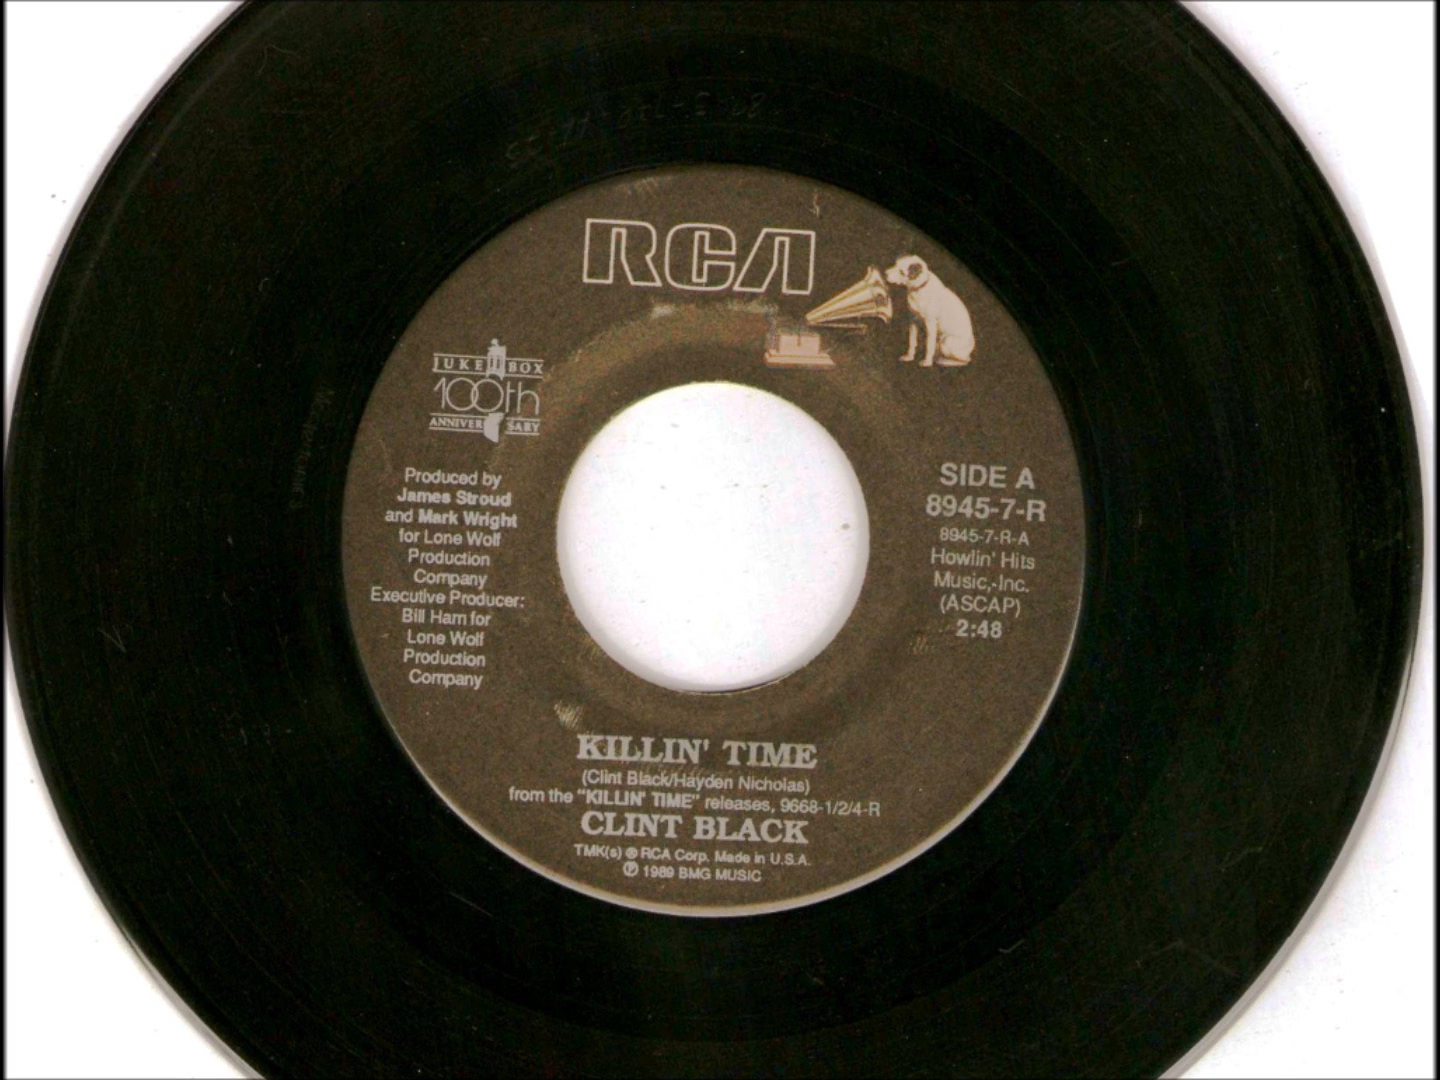 RCA
JUKE BOX
100th
ANNIVERSARY
Produced by
James Stroud
and Mark Wright
for Lone Wolf
Production
Company
Executive Producer:
Bill Ham for
Lone Wolf
Production
Company
SIDE A
8945-7-R
8945-7-R-A
Howlin' Hits
Music, Inc.
(ASCAP)
2:48
KILLIN' TIME
(Clint Black/Hayden Nicholas)
from the "KILLIN' TIME" releases, 9668-1/2/4-R
CLINT BLACK
TMK(s) ® RCA Corp. Made in U.S.A.
℗ 1989 BMG MUSIC